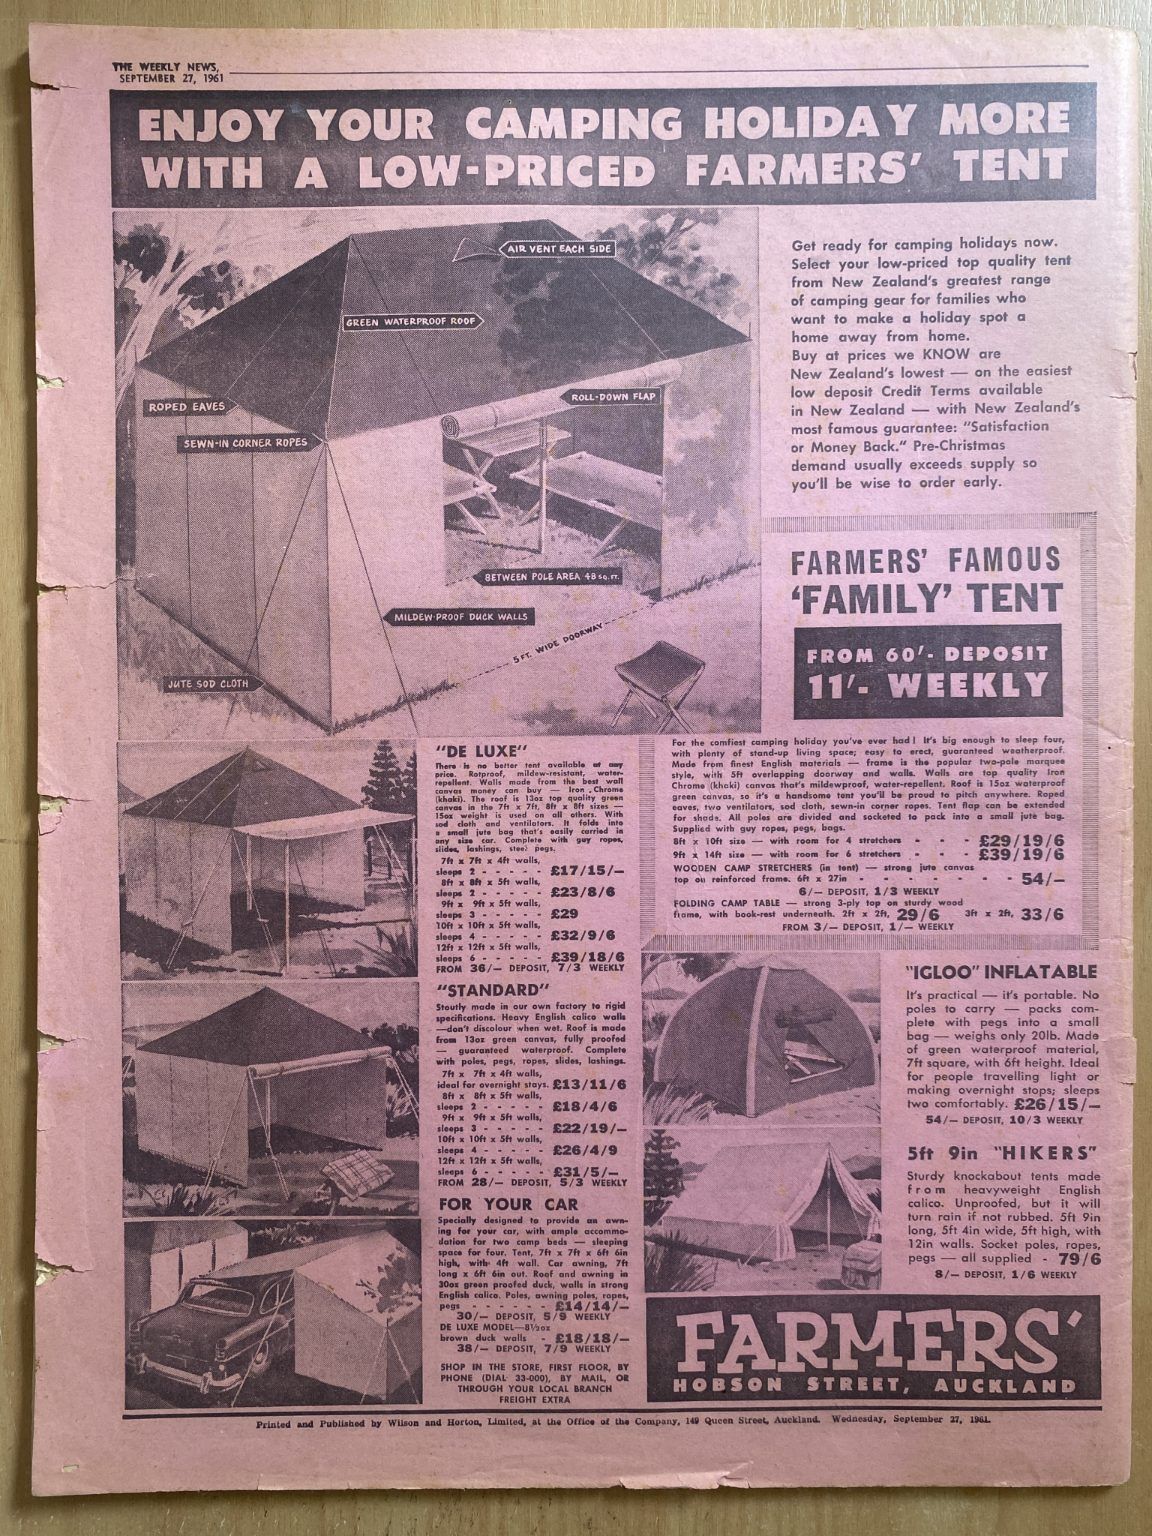 THE WEEKLY NEWS,
SEPTEMBER 27, 1961
ENJOY YOUR CAMPING HOLIDAY MORE
WITH A LOW-PRICED FARMERS' TENT
AIR VENT EACH SIDE
GREEN WATERPROOF ROOF
ROPED EAVES
ROLL-DOWN FLAP
SEWN-IN CORNER ROPES
BETWEEN POLE AREA 48 SQ. FT.
MILDEW-PROOF DUCK WALLS
5 FT. WIDE DOORWAY
JUTE SOD CLOTH
Get ready for camping holidays now.
Select your low-priced top quality tent
from New Zealand's greatest range
of camping gear for families who
want to make a holiday spot a
home away from home.
Buy at prices we KNOW are
New Zealand's lowest — on the easiest
low deposit Credit Terms available
in New Zealand — with New Zealand's
most famous guarantee: "Satisfaction
or Money Back." Pre-Christmas
demand usually exceeds supply so
you'll be wise to order early.
FARMERS' FAMOUS
'FAMILY' TENT
FROM 60/- DEPOSIT
11/- WEEKLY
For the comfiest camping holiday you've ever had! It's big enough to sleep four,
with plenty of stand-up living space; easy to erect, guaranteed weatherproof.
Made from finest English materials — frame is the popular two-pole marquee
style, with 5ft overlapping doorway and walls. Walls are top quality Iron
Chrome (khaki) canvas that's mildewproof, water-repellent. Roof is 15oz waterproof
green canvas, so it's a handsome tent you'll be proud to pitch anywhere. Roped
eaves, two ventilators, sod cloth, sewn-in corner ropes. Tent flap can be extended
for shade. All poles are divided and socketed to pack into a small jute bag.
Supplied with guy ropes, pegs, bags.
8ft x 10ft size — with room for 4 stretchers - - - £29/19/6
9ft x 14ft size — with room for 6 stretchers - - - £39/19/6
WOODEN CAMP STRETCHERS (in tent) — strong jute canvas
top on reinforced frame. 6ft x 27in - - - - - - - 54/—
6/— DEPOSIT, 1/3 WEEKLY
FOLDING CAMP TABLE — strong 3-ply top on sturdy wood
frame, with book-rest underneath. 2ft x 2ft, 29/6 3ft x 2ft, 33/6
FROM 3/— DEPOSIT, 1/— WEEKLY
"DE LUXE"
There is no better tent available at any
price. Rotproof, mildew-resistant, water-
repellent. Walls made from the best wall
canvas money can buy — Iron Chrome
(khaki). The roof is 13oz top quality green
canvas in the 7ft x 7ft, 8ft x 8ft sizes —
15oz weight is used on all others. With
sod cloth and ventilators. It folds into
a small jute bag that's easily carried in
any size car. Complete with guy ropes,
slides, lashings, steel pegs.
7ft x 7ft x 4ft walls,
sleeps 2 - - - - - £17/15/—
8ft x 8ft x 5ft walls,
sleeps 2 - - - - - £23/8/6
9ft x 9ft x 5ft walls,
sleeps 3 - - - - - £29
10ft x 10ft x 5ft walls,
sleeps 4 - - - - - £32/9/6
12ft x 12ft x 5ft walls,
sleeps 6 - - - - - £39/18/6
FROM 36/— DEPOSIT, 7/3 WEEKLY
"STANDARD"
Stoutly made in our own factory to rigid
specifications. Heavy English calico walls
—don't discolour when wet. Roof is made
from 13oz green canvas, fully proofed
— guaranteed waterproof. Complete
with poles, pegs, ropes, slides, lashings.
7ft x 7ft x 4ft walls,
ideal for overnight stays. £13/11/6
8ft x 8ft x 5ft walls,
sleeps 2 - - - - - £18/4/6
9ft x 9ft x 5ft walls,
sleeps 3 - - - - - £22/19/—
10ft x 10ft x 5ft walls,
sleeps 4 - - - - - £26/4/9
12ft x 12ft x 5ft walls,
sleeps 6 - - - - - £31/5/—
FROM 28/— DEPOSIT, 5/3 WEEKLY
FOR YOUR CAR
Specially designed to provide an awn-
ing for your car, with ample accommo-
dation for two camp beds — sleeping
space for four. Tent, 7ft x 7ft x 6ft 6in
high, with 4ft wall. Car awning, 7ft
long x 6ft 6in out. Roof and awning in
30oz green proofed duck, walls in strong
English calico. Poles, awning poles, ropes,
pegs - - - - - - £14/14/—
30/— DEPOSIT, 5/9 WEEKLY
DE LUXE MODEL—8½oz
brown duck walls - £18/18/—
38/— DEPOSIT, 7/9 WEEKLY
SHOP IN THE STORE, FIRST FLOOR, BY
PHONE (DIAL 33-000), BY MAIL, OR
THROUGH YOUR LOCAL BRANCH
FREIGHT EXTRA
"IGLOO" INFLATABLE
It's practical — it's portable. No
poles to carry — packs com-
plete with pegs into a small
bag — weighs only 20lb. Made
of green waterproof material,
7ft square, with 6ft height. Ideal
for people travelling light or
making overnight stops; sleeps
two comfortably. £26/15/—
54/— DEPOSIT, 10/3 WEEKLY
5ft 9in "HIKERS"
Sturdy knockabout tents made
from heavyweight English
calico. Unproofed, but it will
turn rain if not rubbed. 5ft 9in
long, 5ft 4in wide, 5ft high, with
12in walls. Socket poles, ropes,
pegs — all supplied - 79/6
8/— DEPOSIT, 1/6 WEEKLY
FARMERS'
HOBSON STREET, AUCKLAND
Printed and Published by Wilson and Horton, Limited, at the Office of the Company, 149 Queen Street, Auckland. Wednesday, September 27, 1961.